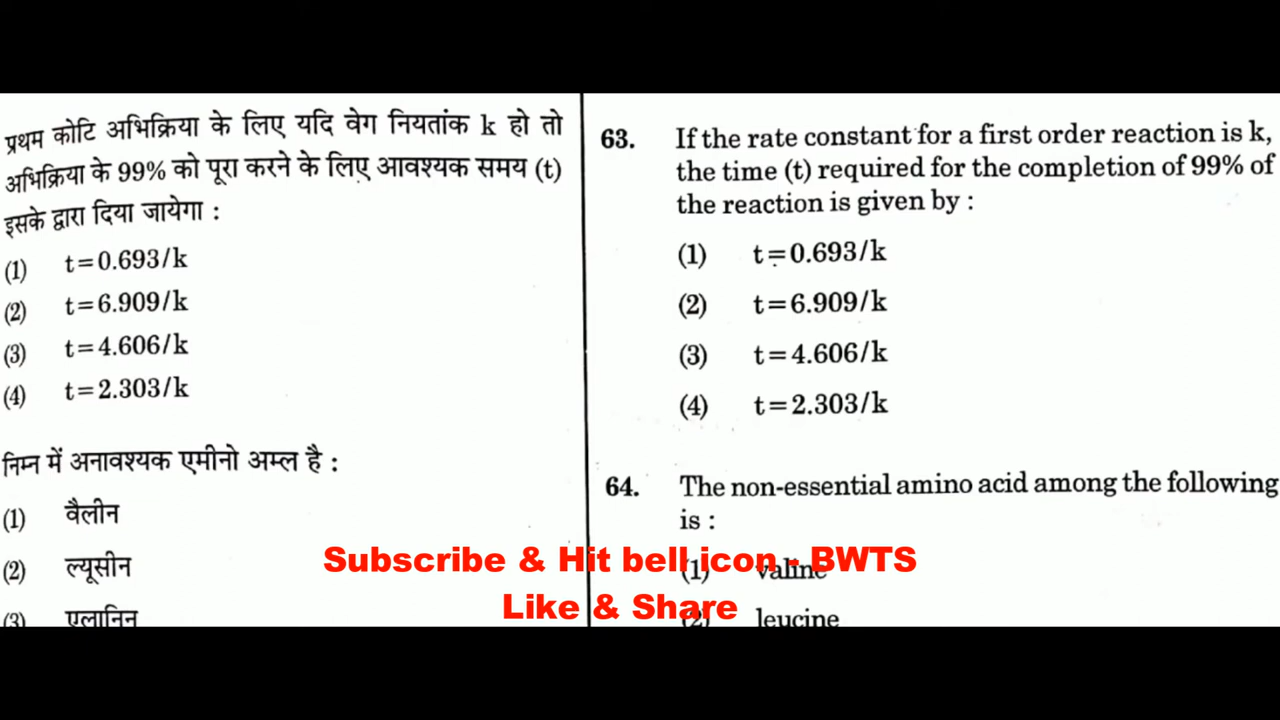 प्रथम कोटि अभिक्रिया के लिए यदि वेग नियतांक k हो तो
अभिक्रिया के 99% को पूरा करने के लिए आवश्यक समय (t)
इसके द्वारा दिया जायेगा :
(1) t=0.693/k
(2) t=6.909/k
(3) t=4.606/k
(4) t=2.303/k
निम्न में अनावश्यक एमीनो अम्ल है :
(1) वैलीन
(2) ल्यूसीन
(3) एलानिन
63. If the rate constant for a first order reaction is k,
the time (t) required for the completion of 99% of
the reaction is given by :
(1) t=0.693/k
(2) t=6.909/k
(3) t=4.606/k
(4) t=2.303/k
64. The non-essential amino acid among the following
is :
(1) valine
(2) leucine
Subscribe & Hit bell icon - BWTS
Like & Share